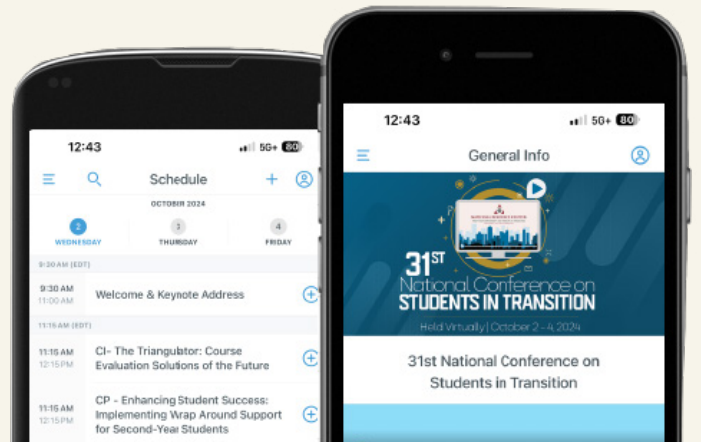 12:43
5G+ 80
Schedule
OCTOBER 2024
2
3
4
WEDNESDAY
THURSDAY
FRIDAY
9:30 AM (EDT)
9:30 AM
11:00 AM
Welcome & Keynote Address
11:15 AM (EDT)
11:15 AM
12:15 PM
CI- The Triangulator: Course
Evaluation Solutions of the Future
11:15 AM
12:15 PM
CP - Enhancing Student Success:
Implementing Wrap Around Support
for Second-Year Students
12:43
5G+ 80
General Info
31ST
National Conference on
STUDENTS IN TRANSITION
Held Virtually | October 2 - 4, 2024
31st National Conference on
Students in Transition